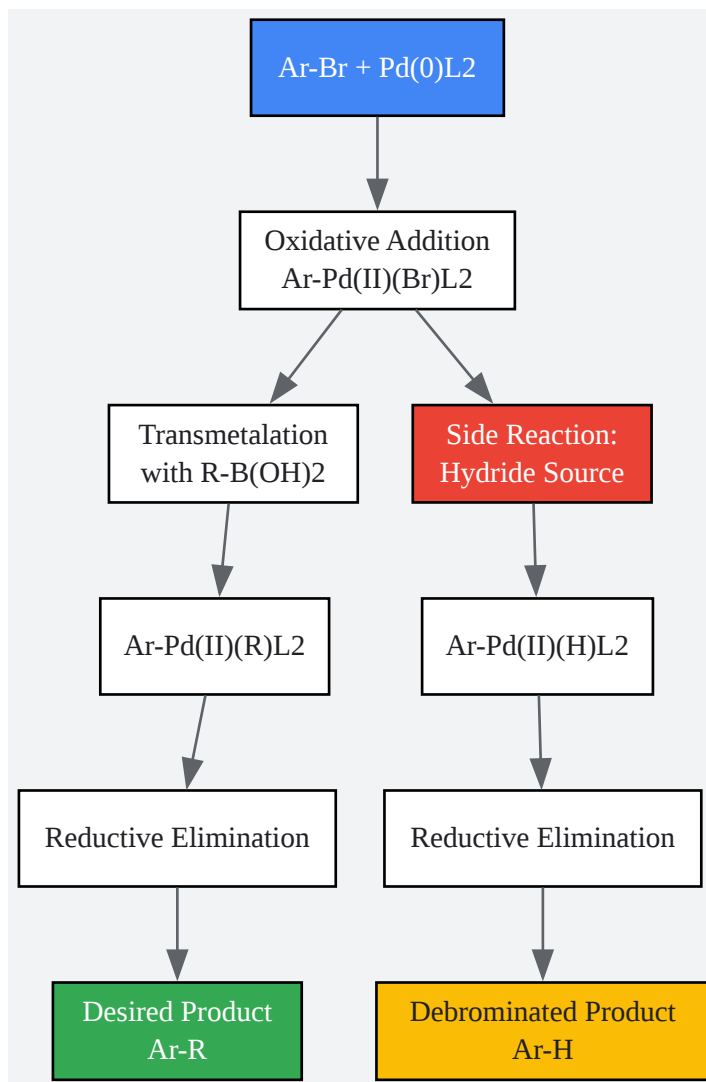 Ar-Br + Pd(0)L2
Oxidative Addition
Ar-Pd(II)(Br)L2
Transmetalation
with R-B(OH)2
Side Reaction:
Hydride Source
Ar-Pd(II)(R)L2
Ar-Pd(II)(H)L2
Reductive Elimination
Reductive Elimination
Desired Product
Ar-R
Debrominated Product
Ar-H